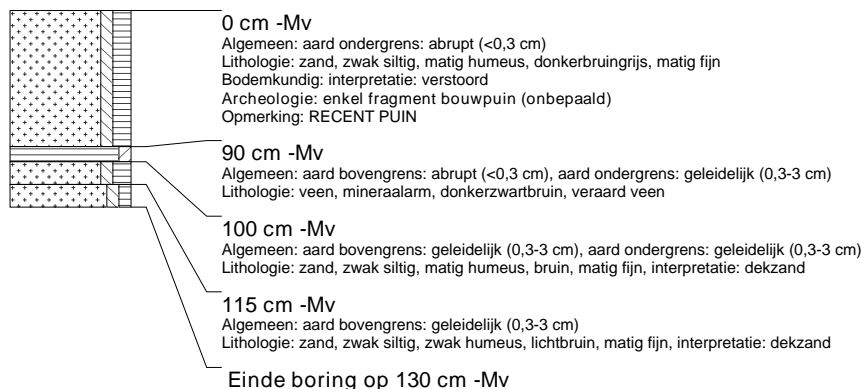 0 cm -Mv
Algemeen: aard ondergrens: abrupt (<0,3 cm)
Lithologie: zand, zwak siltig, matig humeus, donkerbruingrijs, matig fijn
Bodemkundig: interpretatie: verstoord
Archeologie: enkel fragment bouwpuin (onbepaald)
Opmerking: RECENT PUIN
90 cm -Mv
Algemeen: aard bovengrens: abrupt (<0,3 cm), aard ondergrens: geleidelijk (0,3-3 cm)
Lithologie: veen, mineraalarm, donkerzwartbruin, veraard veen
100 cm -Mv
Algemeen: aard bovengrens: geleidelijk (0,3-3 cm), aard ondergrens: geleidelijk (0,3-3 cm)
Lithologie: zand, zwak siltig, matig humeus, bruin, matig fijn, interpretatie: dekzand
115 cm -Mv
Algemeen: aard bovengrens: geleidelijk (0,3-3 cm)
Lithologie: zand, zwak siltig, zwak humeus, lichtbruin, matig fijn, interpretatie: dekzand
Einde boring op 130 cm -Mv